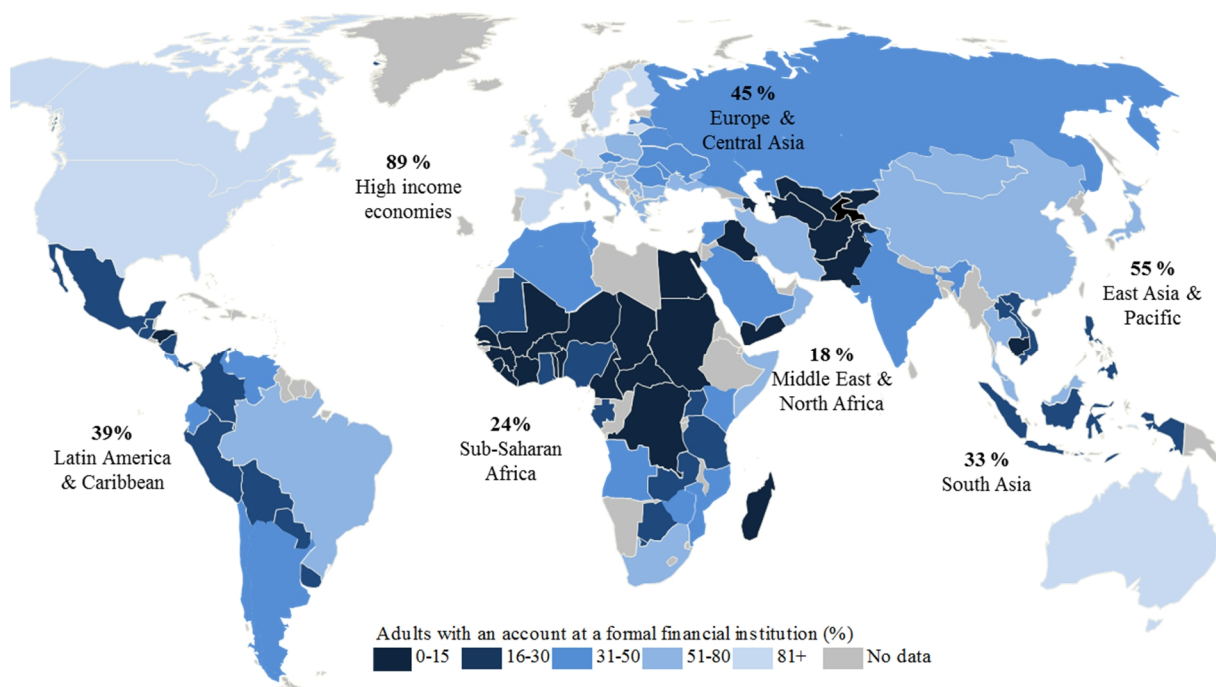 45 %
Europe &
Central Asia
89 %
High income
economies
55 %
East Asia &
Pacific
18 %
Middle East &
North Africa
24%
Sub-Saharan
Africa
39%
Latin America
& Caribbean
33 %
South Asia
Adults with an account at a formal financial institution (%)
0-15 16-30 31-50 51-80 81+ No data